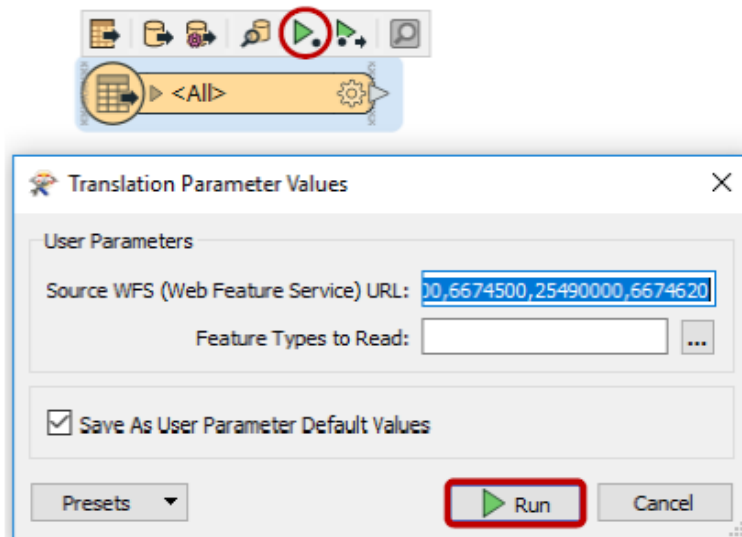 <All>
Translation Parameter Values
User Parameters
Source WFS (Web Feature Service) URL: 00,6674500,25490000,6674620
Feature Types to Read:
...
Save As User Parameter Default Values
Presets
Run
Cancel